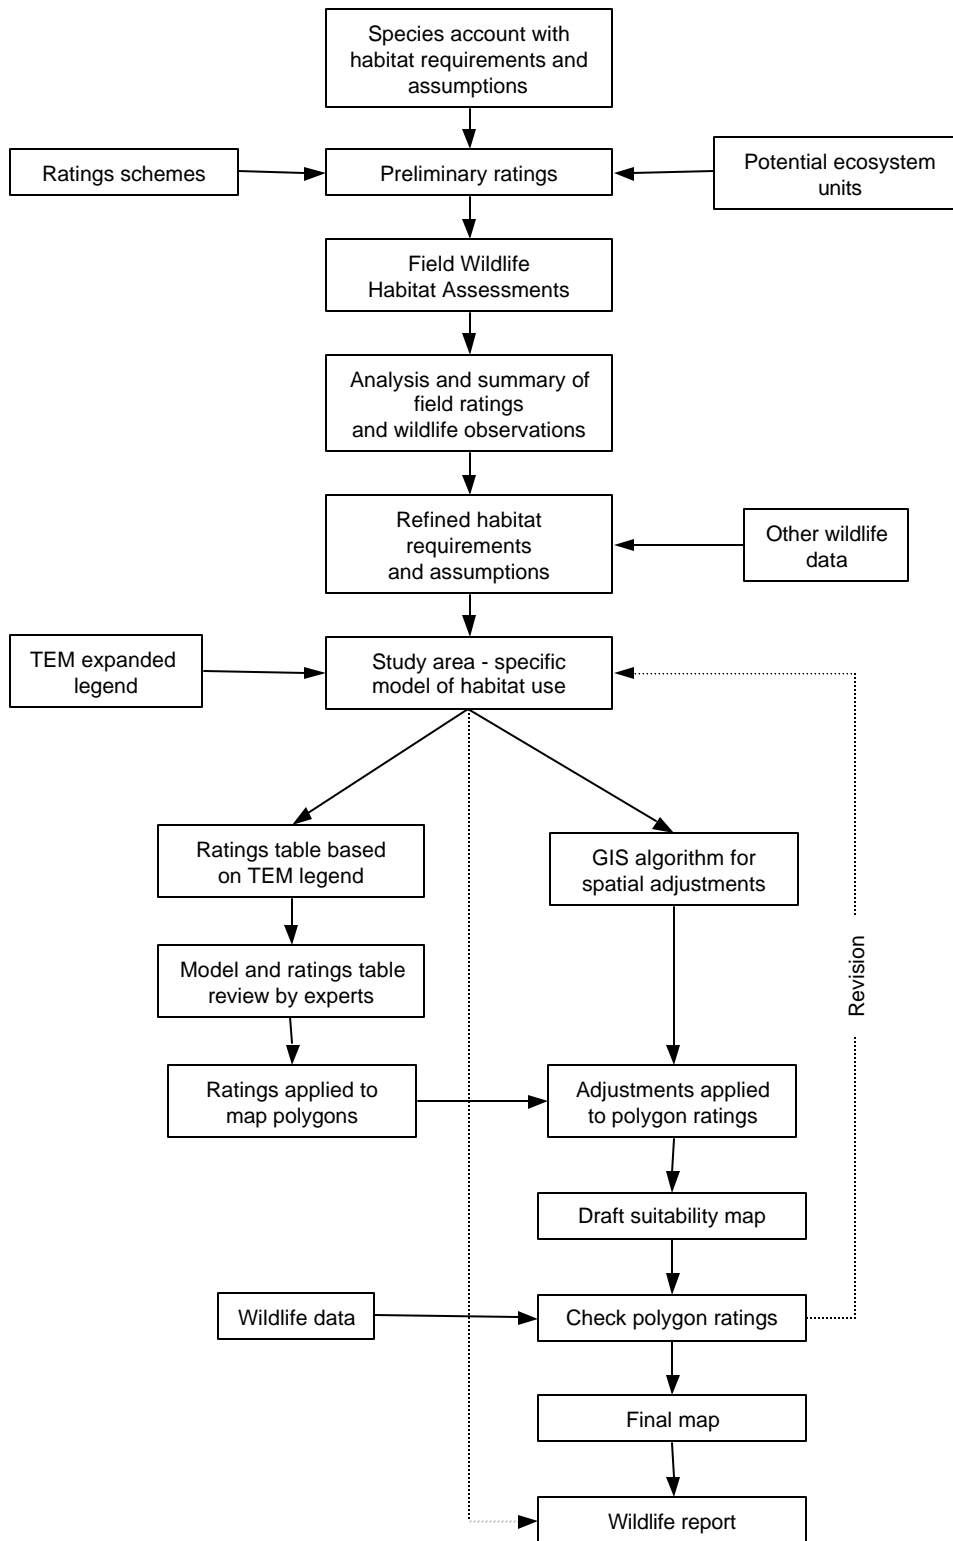 Species account with
habitat requirements and
assumptions
Ratings schemes
Preliminary ratings
Potential ecosystem
units
Field Wildlife
Habitat Assessments
Analysis and summary of
field ratings
and wildlife observations
Refined habitat
requirements
and assumptions
Other wildlife
data
TEM expanded
legend
Study area - specific
model of habitat use
Ratings table based
on TEM legend
GIS algorithm for
spatial adjustments
Model and ratings table
review by experts
Revision
Ratings applied to
map polygons
Adjustments applied
to polygon ratings
Draft suitability map
Wildlife data
Check polygon ratings
Final map
Wildlife report